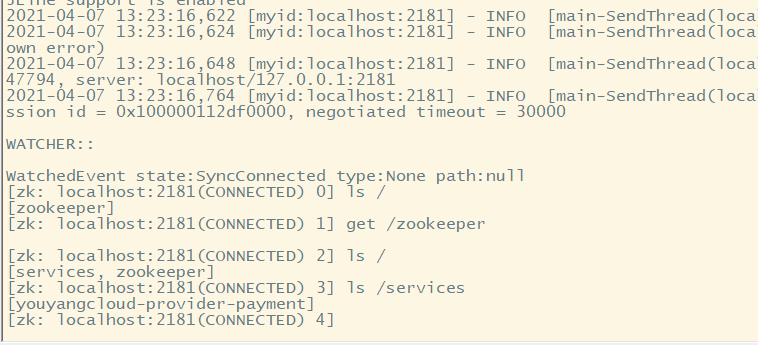 JLine support is enabled
2021-04-07 13:23:16,622 [myid:localhost:2181] - INFO  [main-SendThread(loca
2021-04-07 13:23:16,624 [myid:localhost:2181] - INFO  [main-SendThread(loca
own error)
2021-04-07 13:23:16,648 [myid:localhost:2181] - INFO  [main-SendThread(loca
47794, server: localhost/127.0.0.1:2181
2021-04-07 13:23:16,764 [myid:localhost:2181] - INFO  [main-SendThread(loca
ssion id = 0x100000112df0000, negotiated timeout = 30000
WATCHER::
WatchedEvent state:SyncConnected type:None path:null
[zk: localhost:2181(CONNECTED) 0] ls /
[zookeeper]
[zk: localhost:2181(CONNECTED) 1] get /zookeeper
[zk: localhost:2181(CONNECTED) 2] ls /
[services, zookeeper]
[zk: localhost:2181(CONNECTED) 3] ls /services
[youyangcloud-provider-payment]
[zk: localhost:2181(CONNECTED) 4]